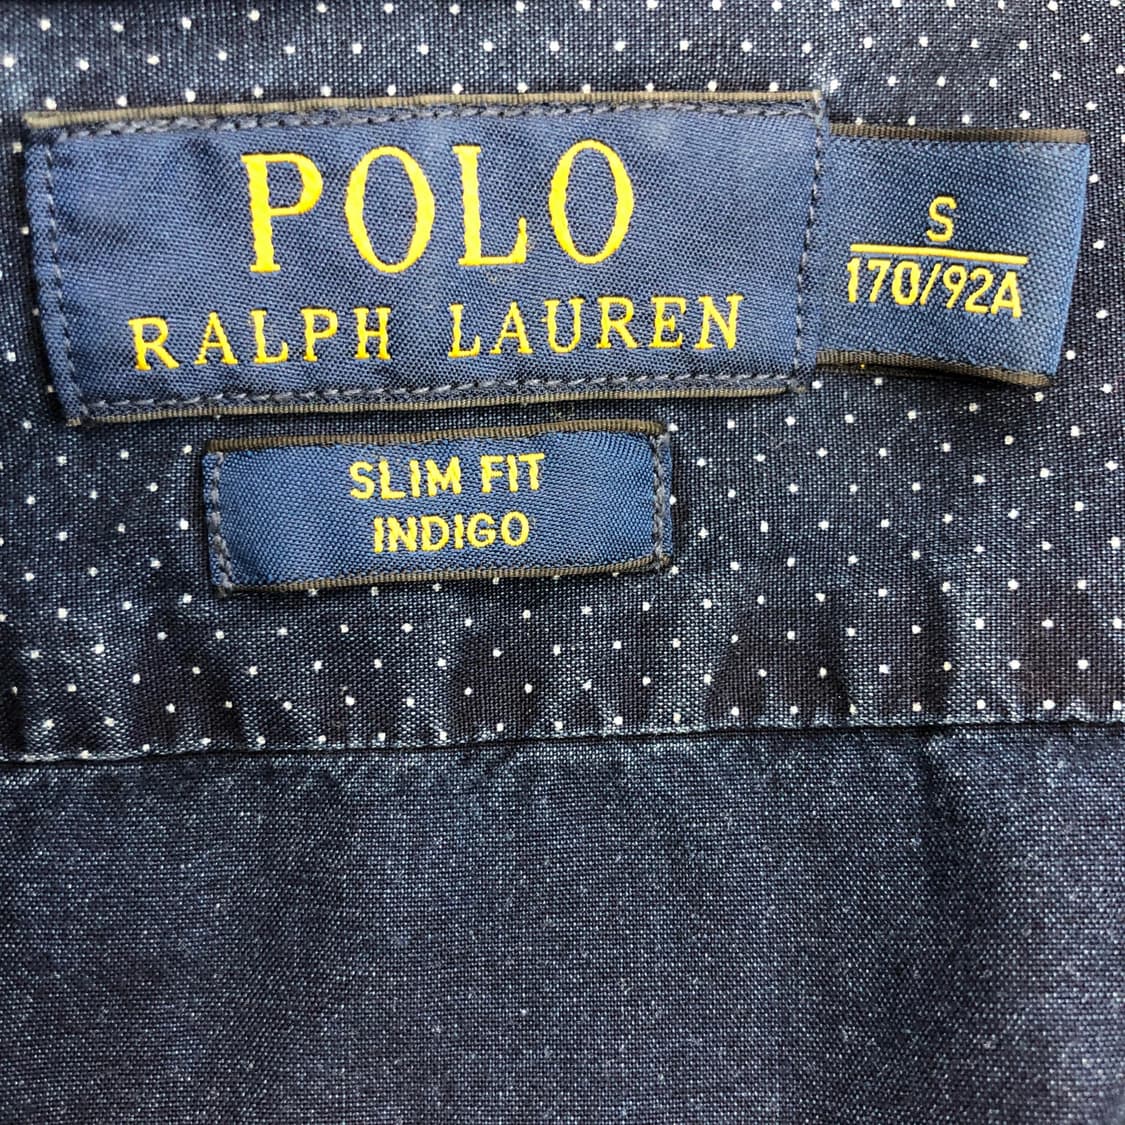 POLO
RALPH LAUREN
S
170/92A
SLIM FIT
INDIGO